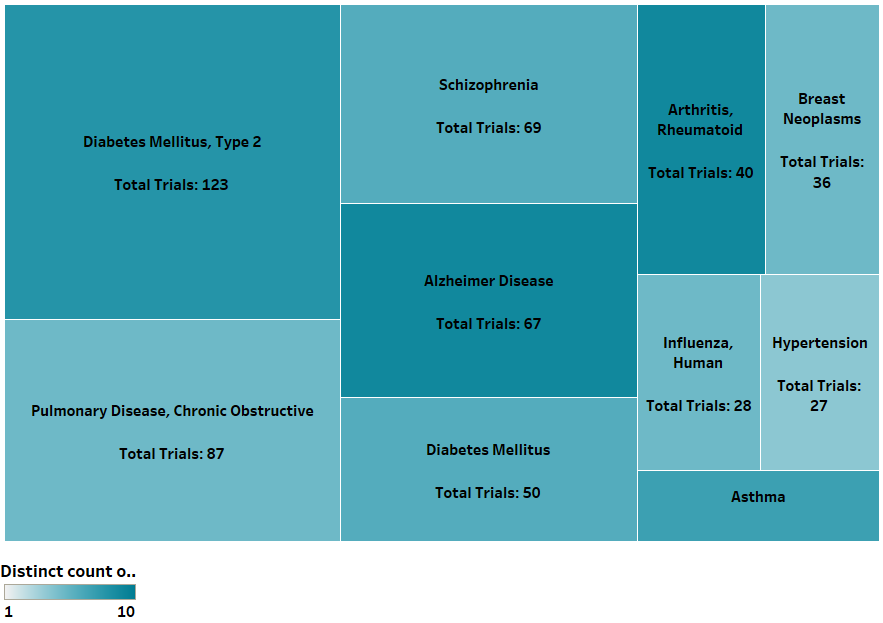 Diabetes Mellitus, Type 2
Total Trials: 123
Pulmonary Disease, Chronic Obstructive
Total Trials: 87
Schizophrenia
Total Trials: 69
Alzheimer Disease
Total Trials: 67
Diabetes Mellitus
Total Trials: 50
Arthritis,
Rheumatoid
Total Trials: 40
Breast
Neoplasms
Total Trials:
36
Influenza,
Human
Total Trials: 28
Hypertension
Total Trials:
27
Asthma
Distinct count o..
1
10